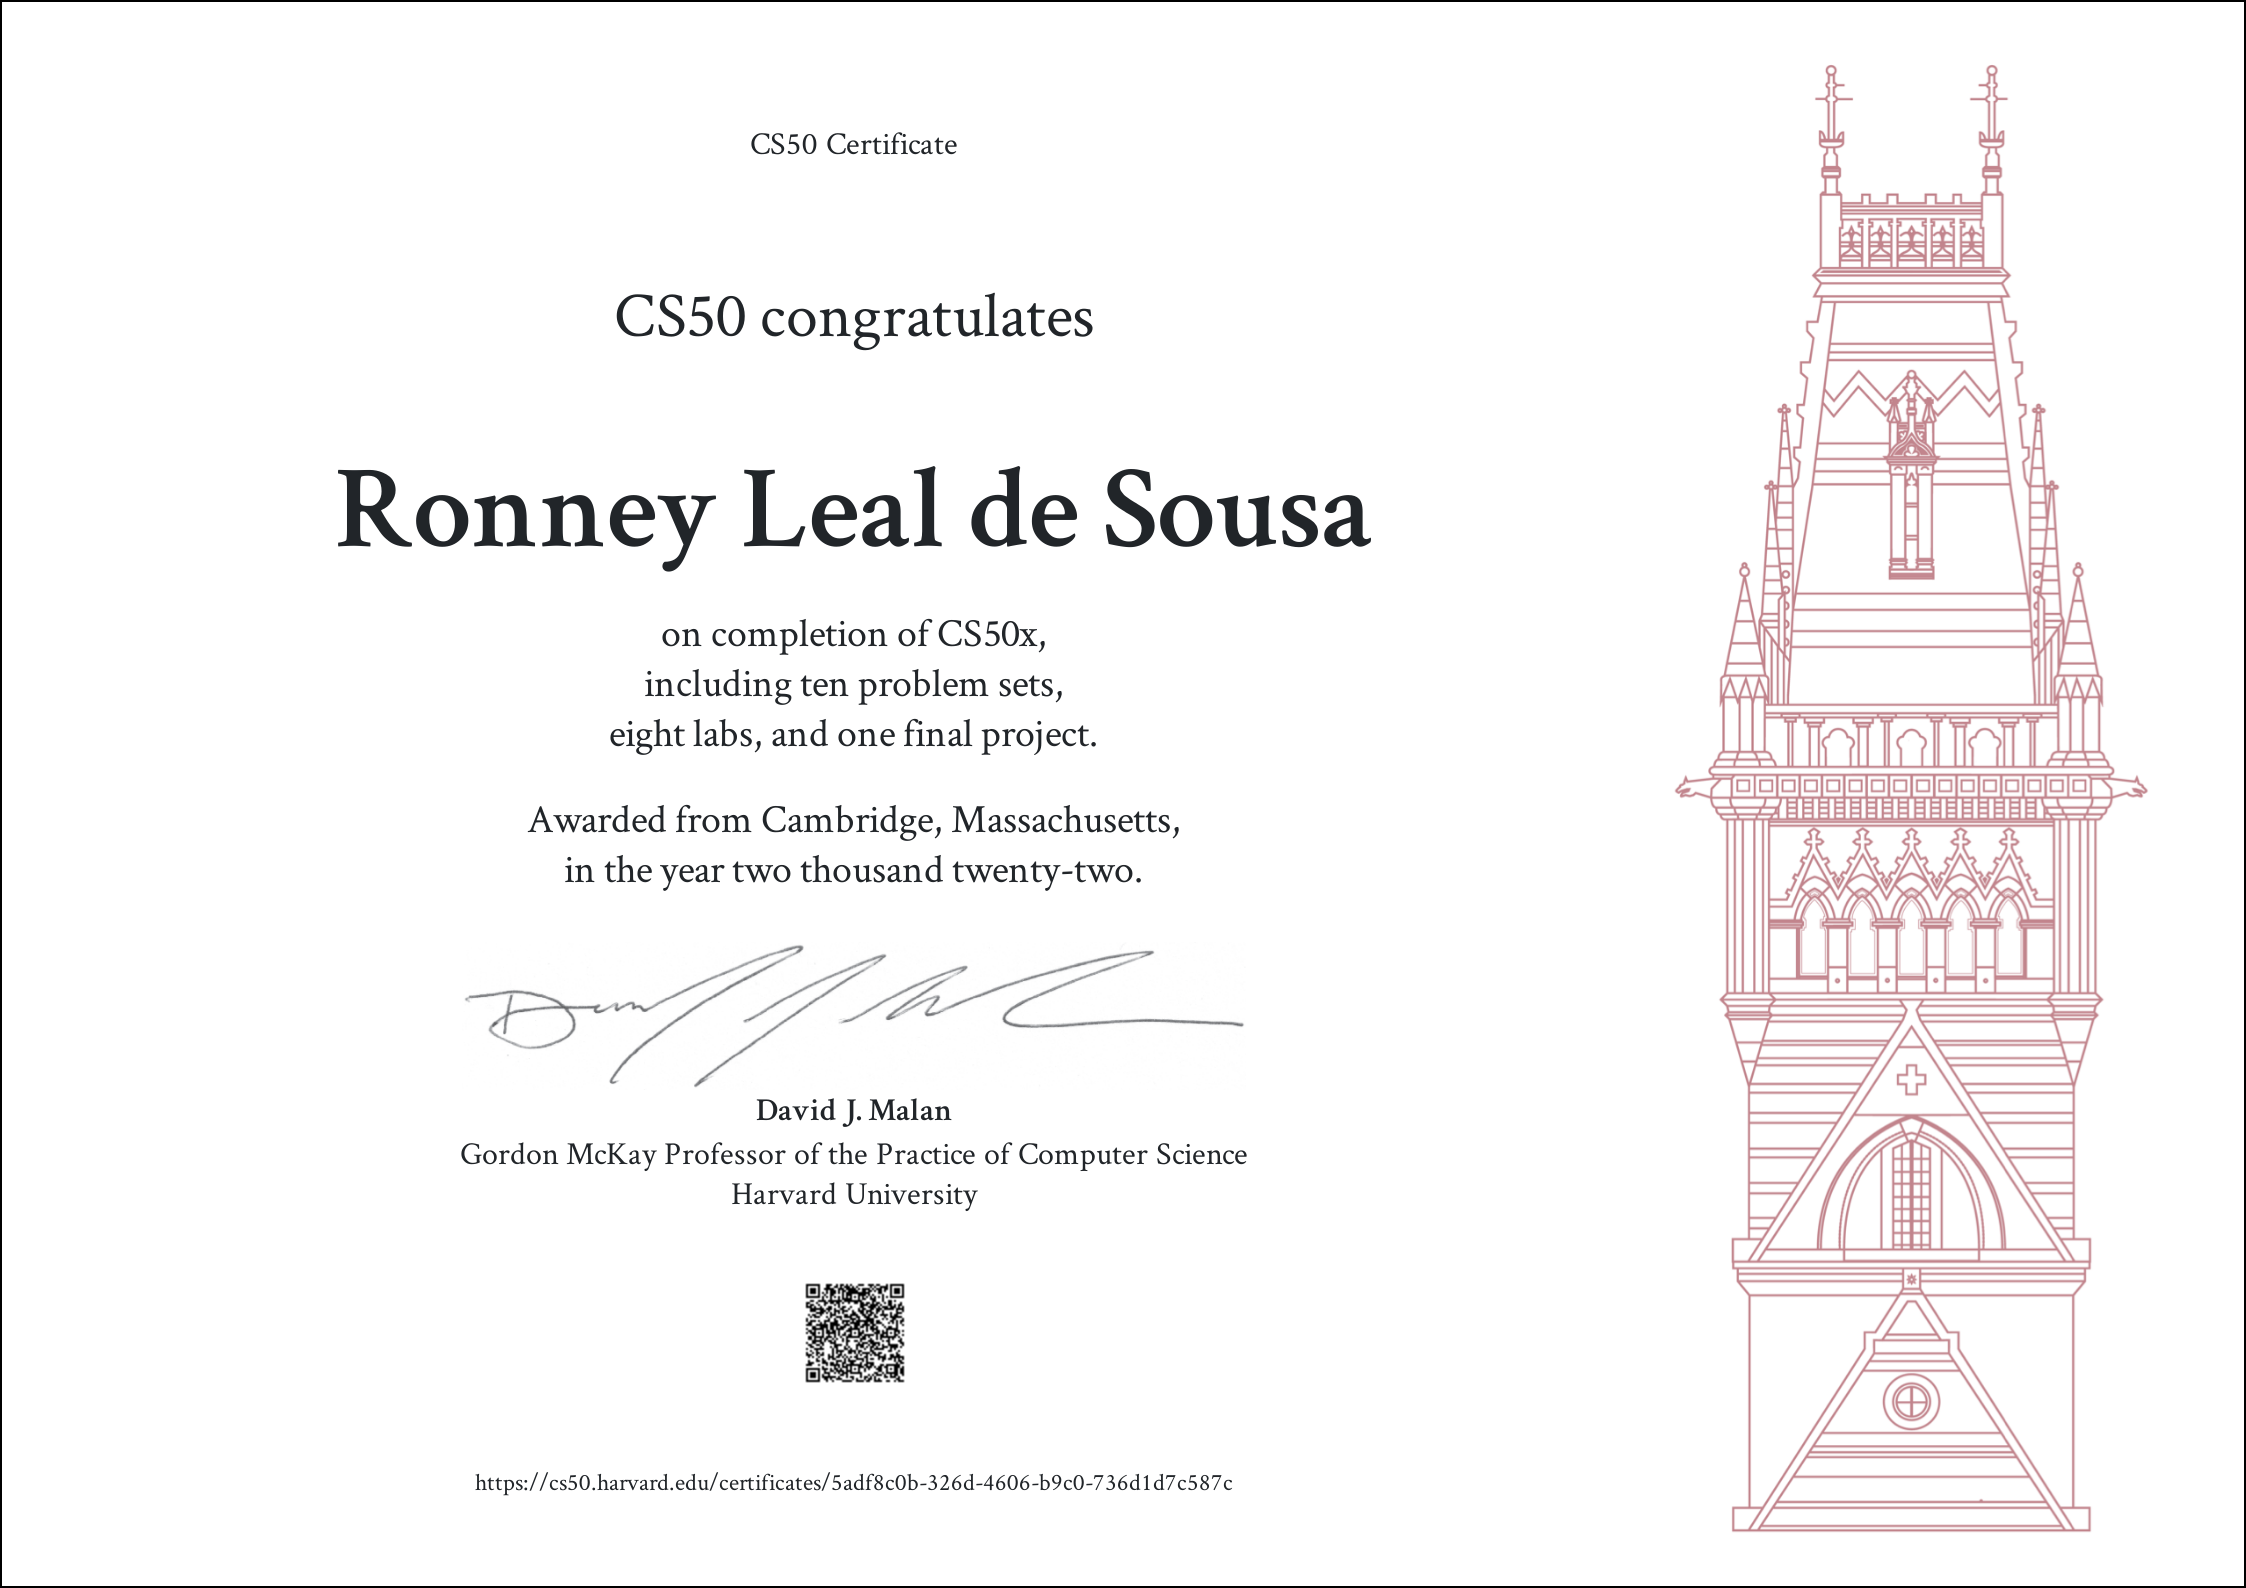 CS50 Certificate
CS50 congratulates
Ronney Leal de Sousa
on completion of CS50x,
including ten problem sets,
eight labs, and one final project.
Awarded from Cambridge, Massachusetts,
in the year two thousand twenty-two.
David J. Malan
Gordon McKay Professor of the Practice of Computer Science
Harvard University
https://cs50.harvard.edu/certificates/5adf8c0b-326d-4606-b9c0-736d1d7c587c